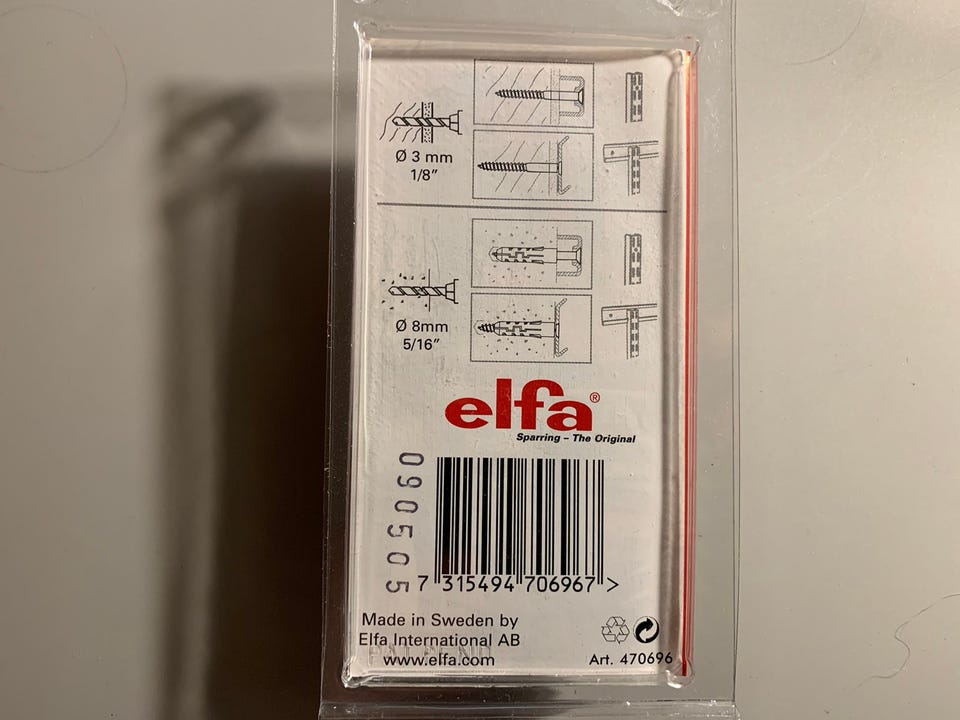 Ø 3 mm
1/8”
Ø 8mm
5/16”
elfa®
Sparring – The Original
090505
7 315494 706967 >
Made in Sweden by
Elfa International AB
www.elfa.com
Art. 470696